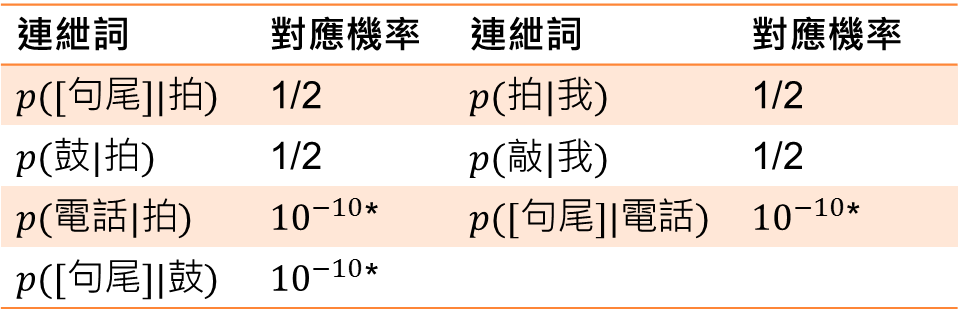 連紲詞 對應機率 連紲詞 對應機率
p([句尾]|拍) 1/2 p(拍|我) 1/2
p(鼓|拍) 1/2 p(敲|我) 1/2
p(電話|拍) 10⁻¹⁰* p([句尾]|電話) 10⁻¹⁰*
p([句尾]|鼓) 10⁻¹⁰*